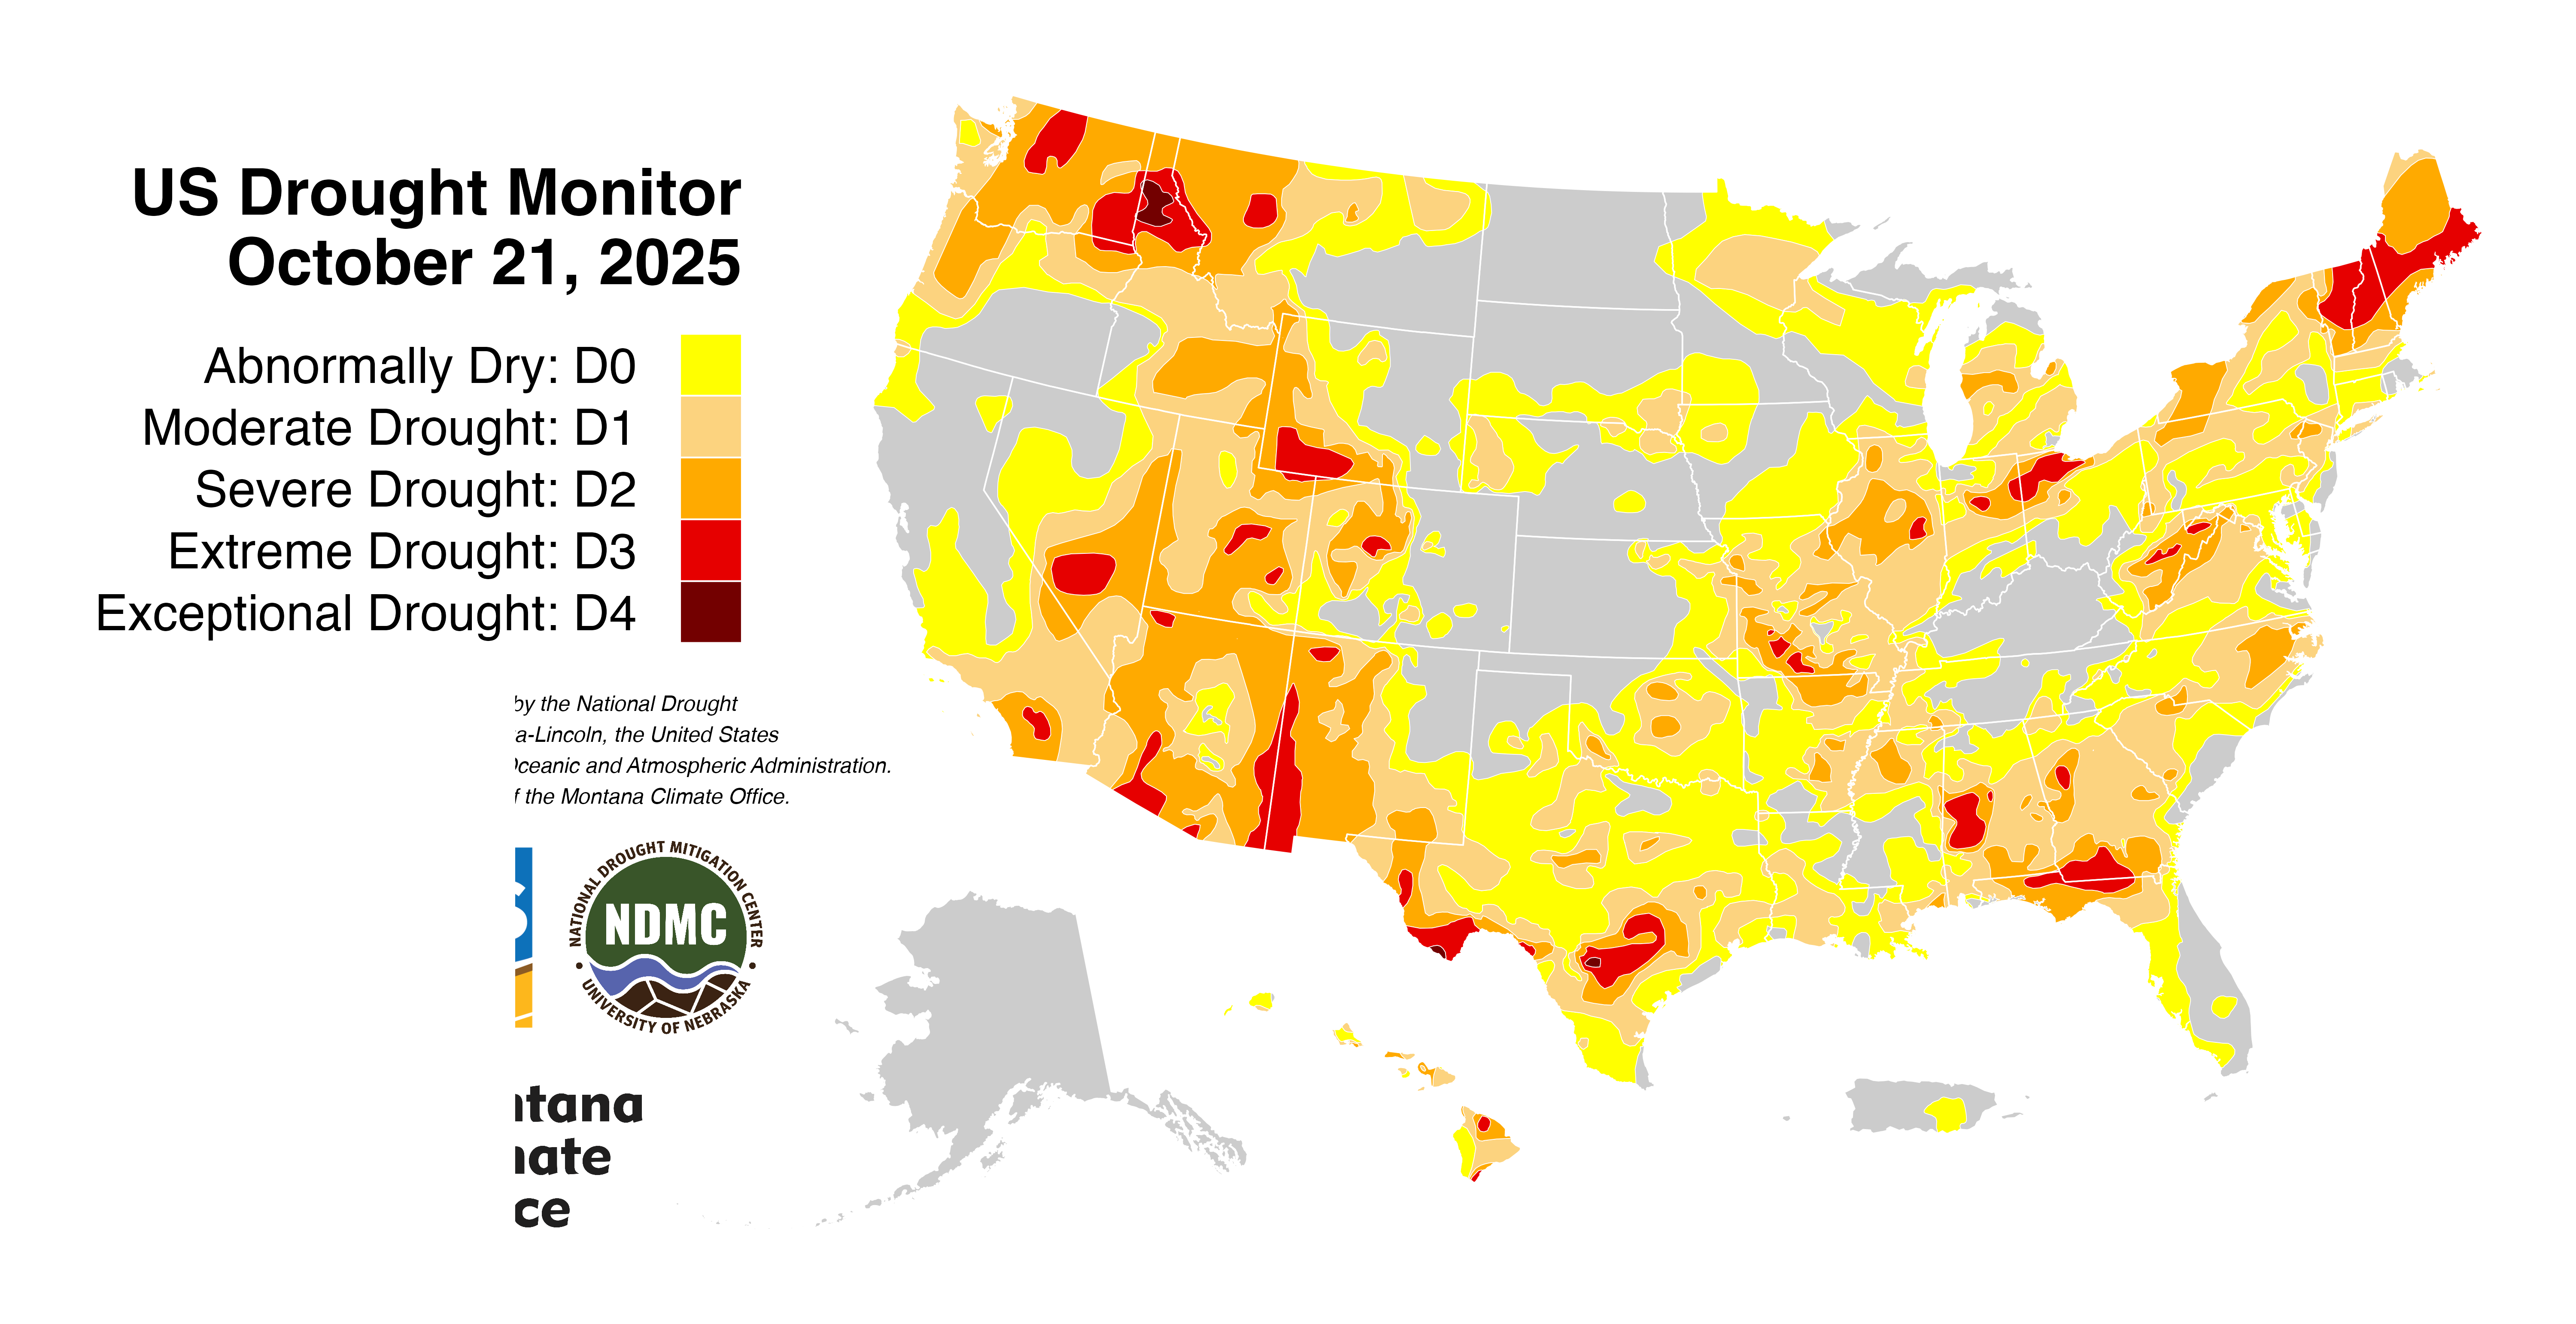 US Drought Monitor
October 21, 2025
Abnormally Dry: D0
Moderate Drought: D1
Severe Drought: D2
Extreme Drought: D3
Exceptional Drought: D4
by the National Drought
a-Lincoln, the United States
ceanic and Atmospheric Administration.
f the Montana Climate Office.
NATIONAL DROUGHT MITIGATION CENTER
NDMC
UNIVERSITY OF NEBRASKA
tana
ate
ce